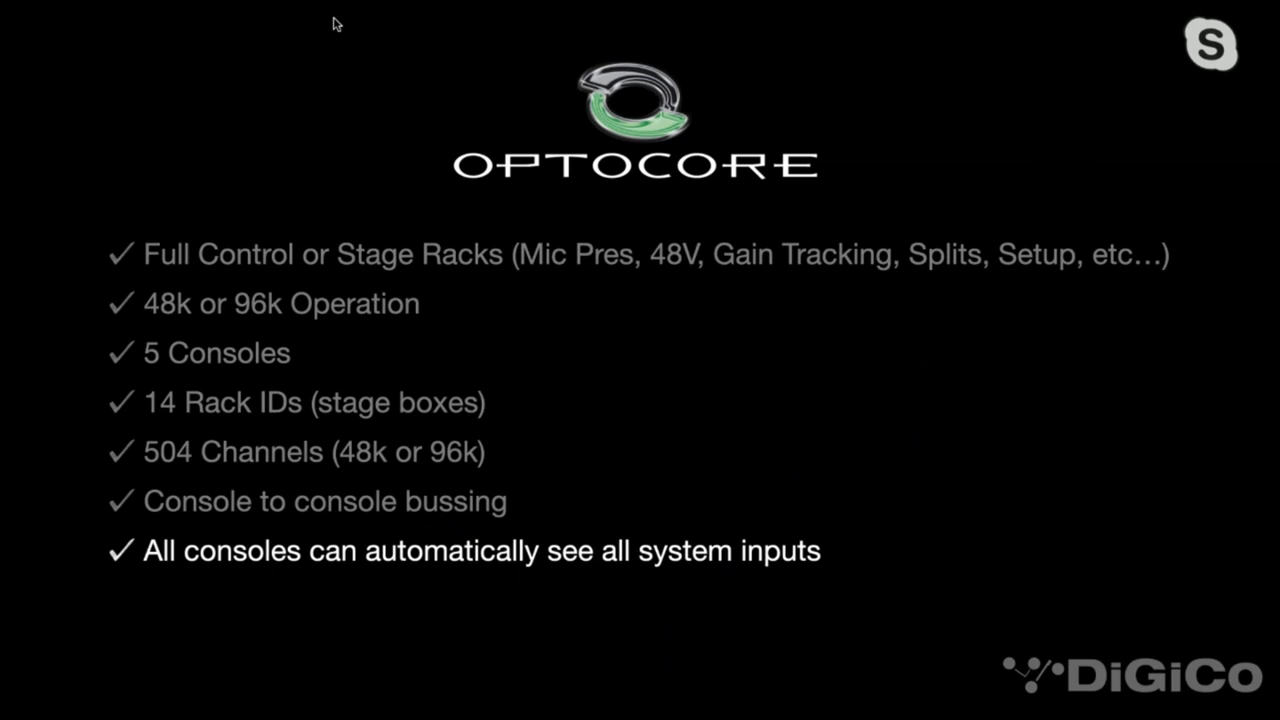 S
OPTOCORE
✓ Full Control or Stage Racks (Mic Pres, 48V, Gain Tracking, Splits, Setup, etc…)
✓ 48k or 96k Operation
✓ 5 Consoles
✓ 14 Rack IDs (stage boxes)
✓ 504 Channels (48k or 96k)
✓ Console to console bussing
✓ All consoles can automatically see all system inputs
DiGiCo